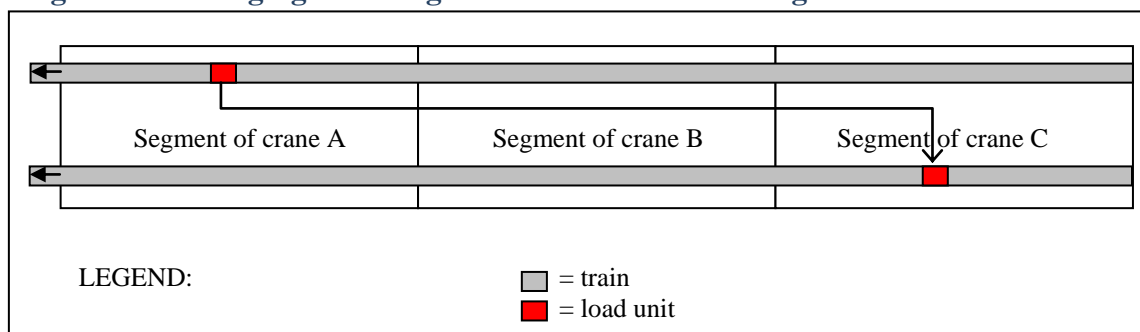 Segment of crane A
Segment of crane B
Segment of crane C
LEGEND:
= train
= load unit